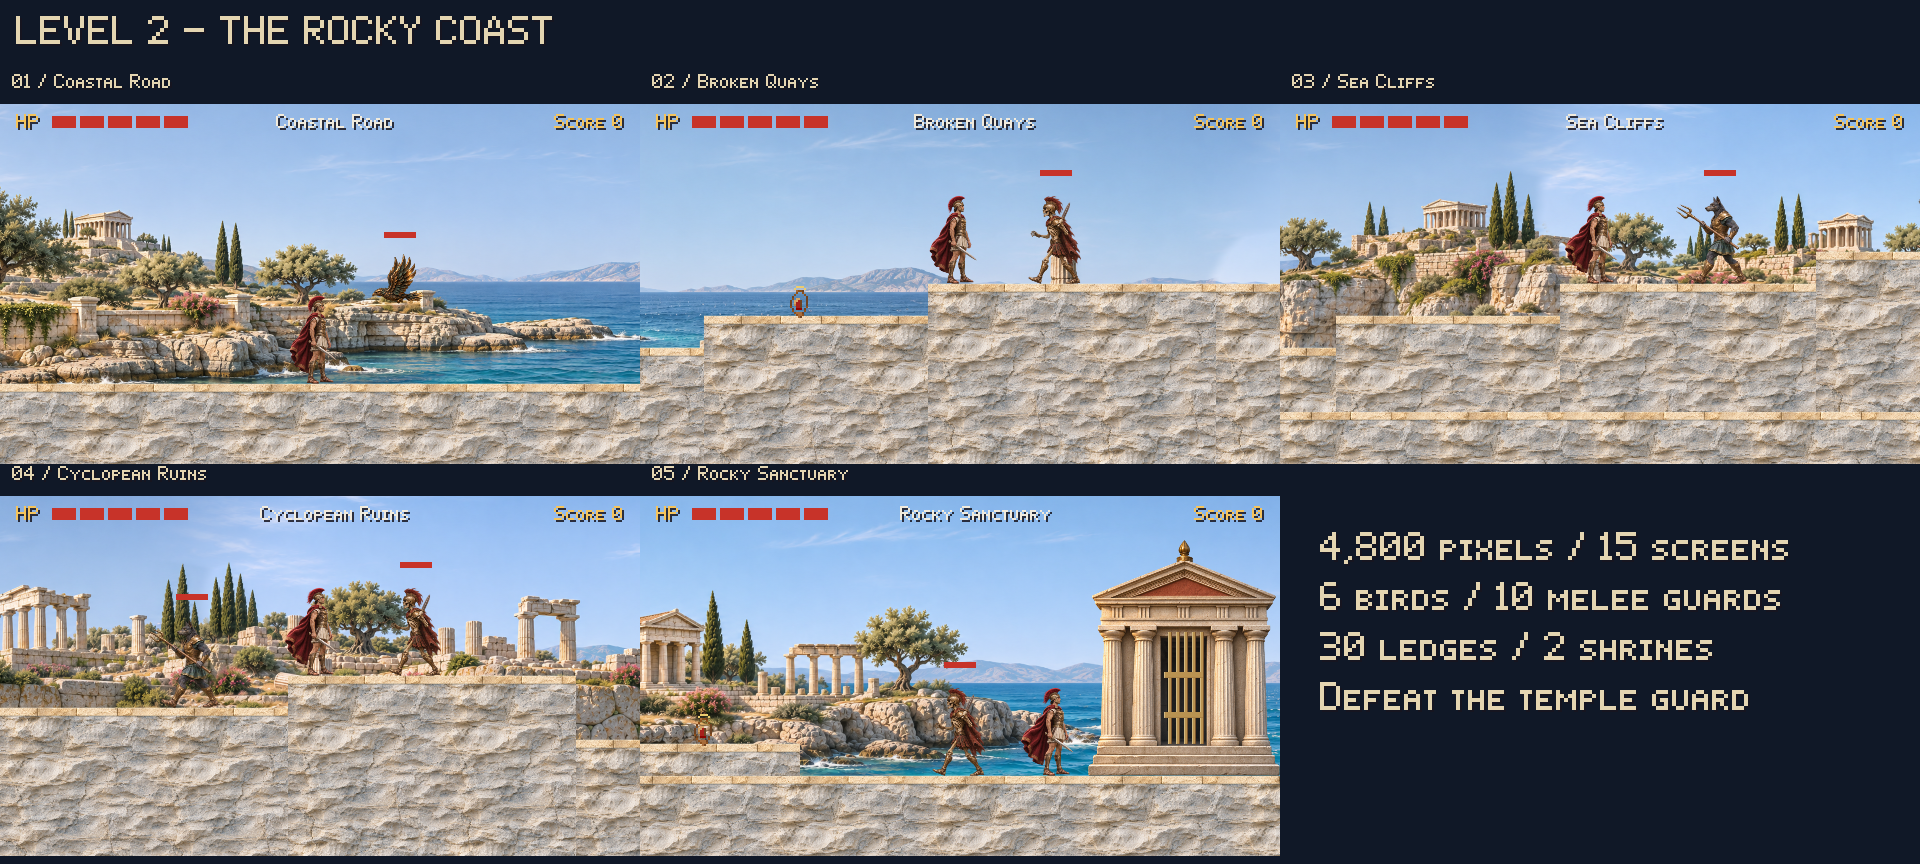 LEVEL 2 – THE ROCKY COAST
01 / Coastal Road
02 / Broken Quays
03 / Sea Cliffs
HP Coastal Road Score 0
HP Broken Quays Score 0
HP Sea Cliffs Score 0
04 / Cyclopean Ruins
05 / Rocky Sanctuary
HP Cyclopean Ruins Score 0
HP Rocky Sanctuary Score 0
4,800 pixels / 15 screens
6 birds / 10 melee guards
30 ledges / 2 shrines
Defeat the temple guard